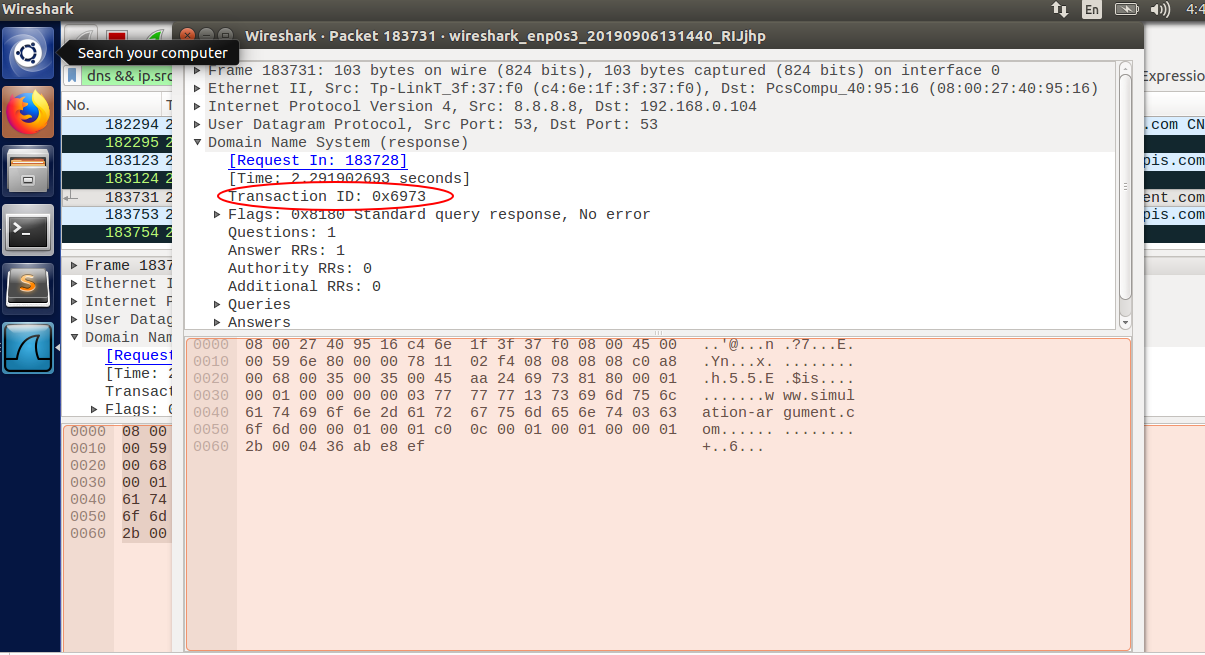 Wireshark
En
4:4
Search your computer
Wireshark · Packet 183731 · wireshark_enp0s3_20190906131440_RIJjhp
dns && ip.src
Expressio
No.
182294 2
182295 2
183123 2
183124 2
183731 2
183753 2
183754 2
.com CN
pis.com
ent.com
pis.com
Frame 183731: 103 bytes on wire (824 bits), 103 bytes captured (824 bits) on interface 0
Ethernet II, Src: Tp-LinkT_3f:37:f0 (c4:6e:1f:3f:37:f0), Dst: PcsCompu_40:95:16 (08:00:27:40:95:16)
Internet Protocol Version 4, Src: 8.8.8.8, Dst: 192.168.0.104
User Datagram Protocol, Src Port: 53, Dst Port: 53
Domain Name System (response)
[Request In: 183728]
[Time: 2.291902693 seconds]
Transaction ID: 0x6973
Flags: 0x8180 Standard query response, No error
Questions: 1
Answer RRs: 1
Authority RRs: 0
Additional RRs: 0
Queries
Answers
Frame 1837
Ethernet I
Internet P
User Datag
Domain Nam
[Request
[Time: 2
Transact
Flags: 0
0000 08 00 27 40 95 16 c4 6e 1f 3f 37 f0 08 00 45 00 ..'@...n .?7...E.
0010 00 59 6e 80 00 00 78 11 02 f4 08 08 08 08 c0 a8 .Yn...x. ........
0020 00 68 00 35 00 35 00 45 aa 24 69 73 81 80 00 01 .h.5.5.E .$is....
0030 00 01 00 00 00 00 03 77 77 77 13 73 69 6d 75 6c .......w ww.simul
0040 61 74 69 6f 6e 2d 61 72 67 75 6d 65 6e 74 03 63 ation-ar gument.c
0050 6f 6d 00 00 01 00 01 c0 0c 00 01 00 01 00 00 01 om...... ........
0060 2b 00 04 36 ab e8 ef +..6...
0000 08 00
0010 00 59
0020 00 68
0030 00 01
0040 61 74
0050 6f 6d
0060 2b 00